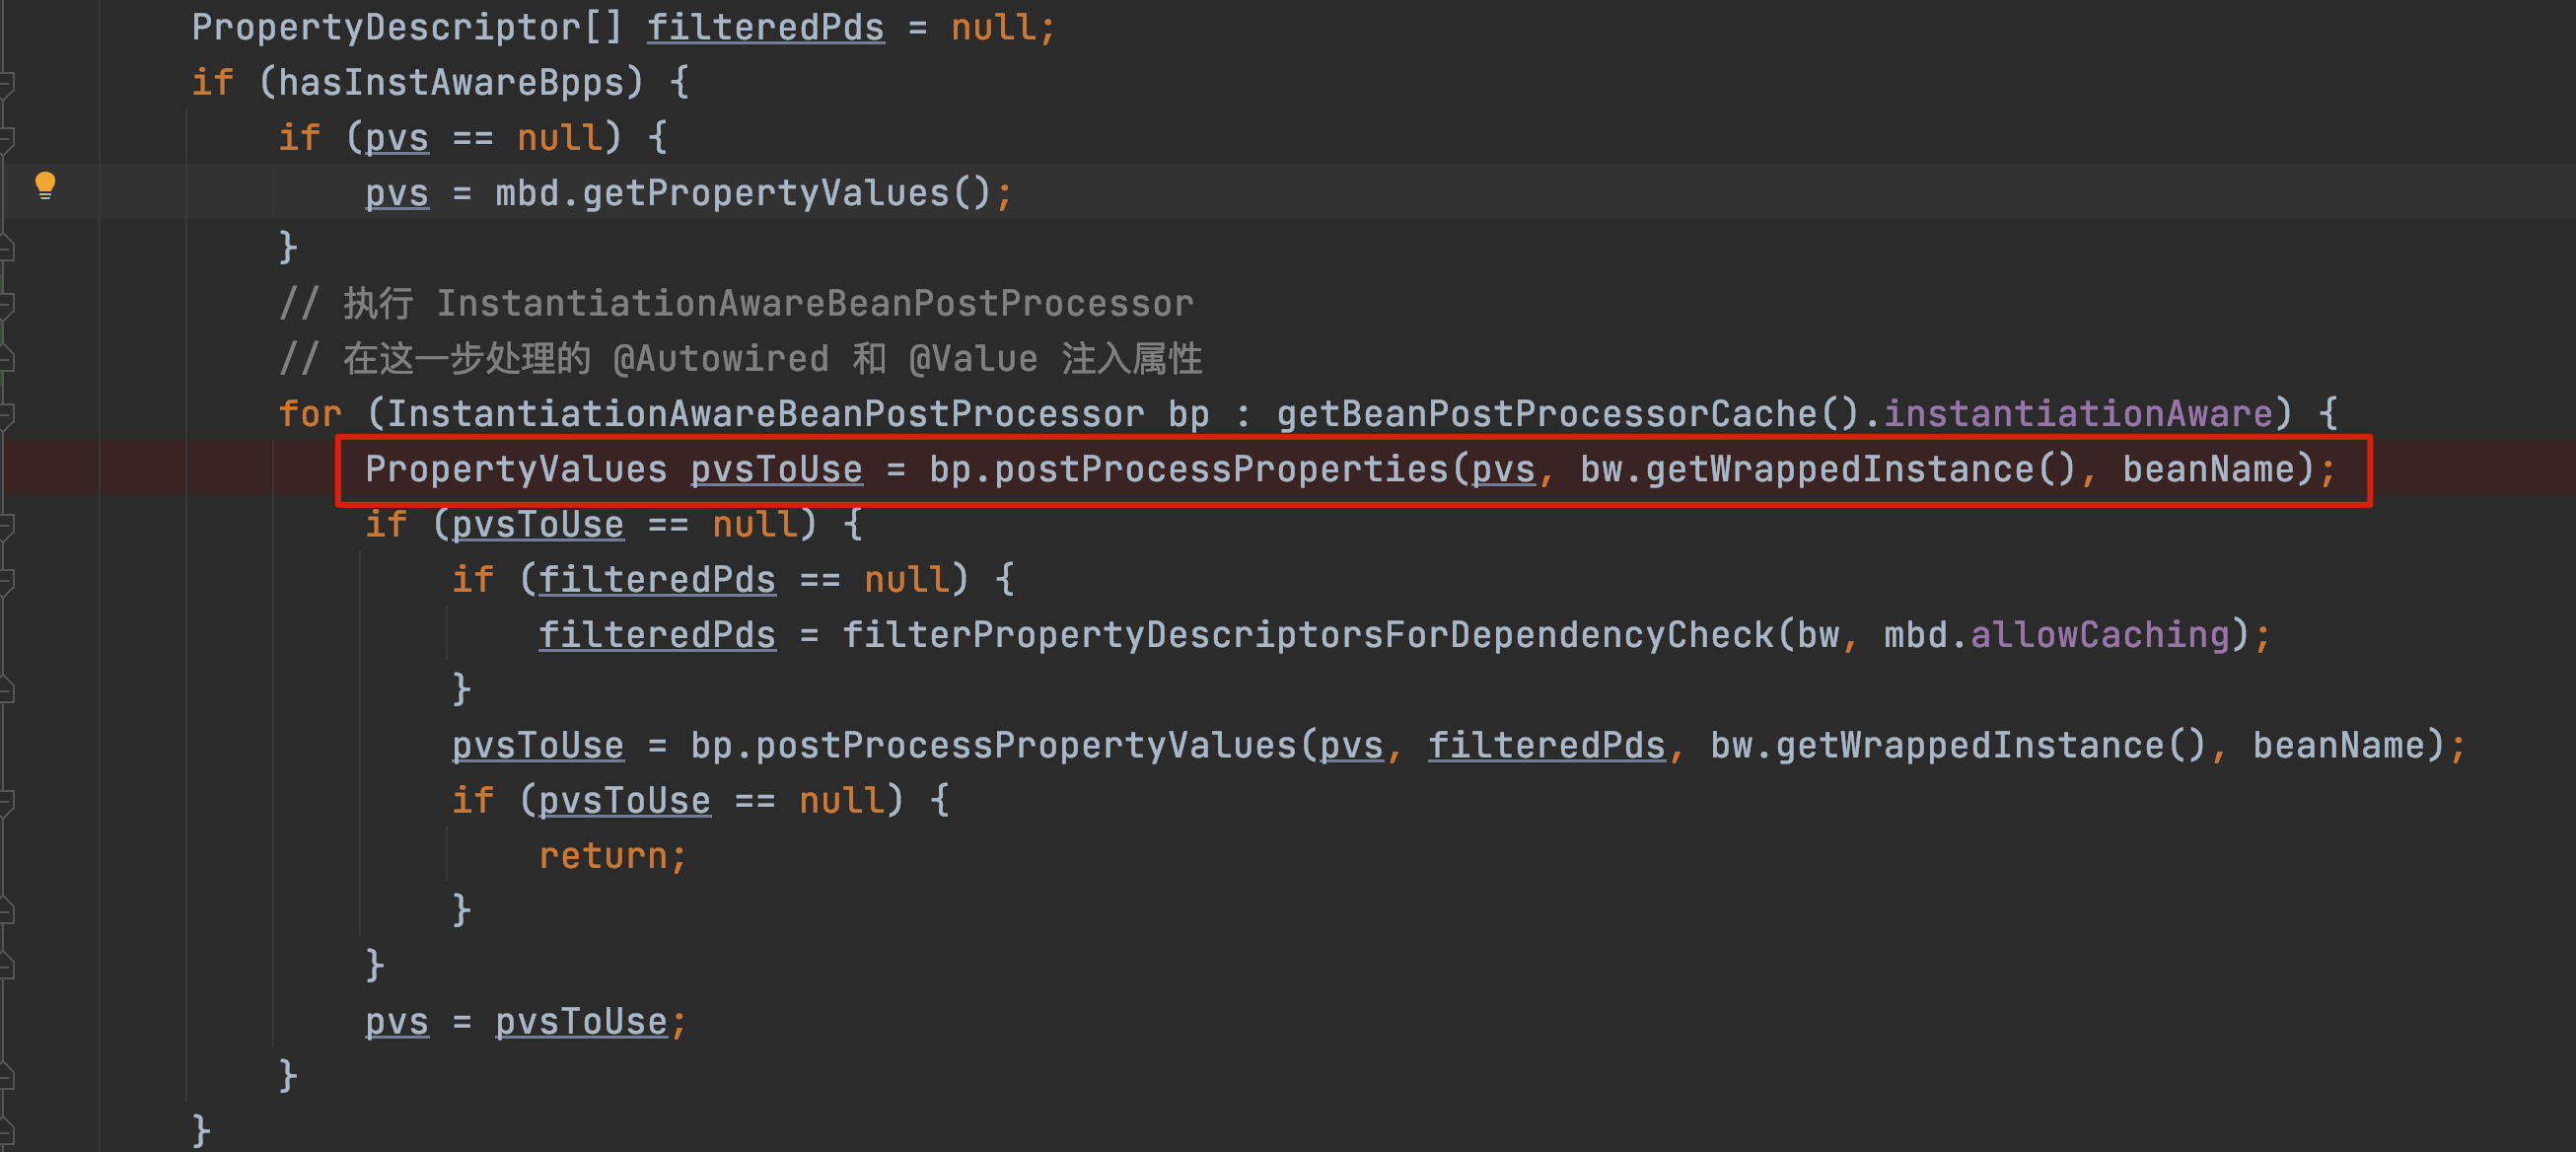 PropertyDescriptor[] filteredPds = null;
if (hasInstAwareBpps) {
if (pvs == null) {
pvs = mbd.getPropertyValues();
}
// 执行 InstantiationAwareBeanPostProcessor
// 在这一步处理的 @Autowired 和 @Value 注入属性
for (InstantiationAwareBeanPostProcessor bp : getBeanPostProcessorCache().instantiationAware) {
PropertyValues pvsToUse = bp.postProcessProperties(pvs, bw.getWrappedInstance(), beanName);
if (pvsToUse == null) {
if (filteredPds == null) {
filteredPds = filterPropertyDescriptorsForDependencyCheck(bw, mbd.allowCaching);
}
pvsToUse = bp.postProcessPropertyValues(pvs, filteredPds, bw.getWrappedInstance(), beanName);
if (pvsToUse == null) {
return;
}
}
pvs = pvsToUse;
}
}